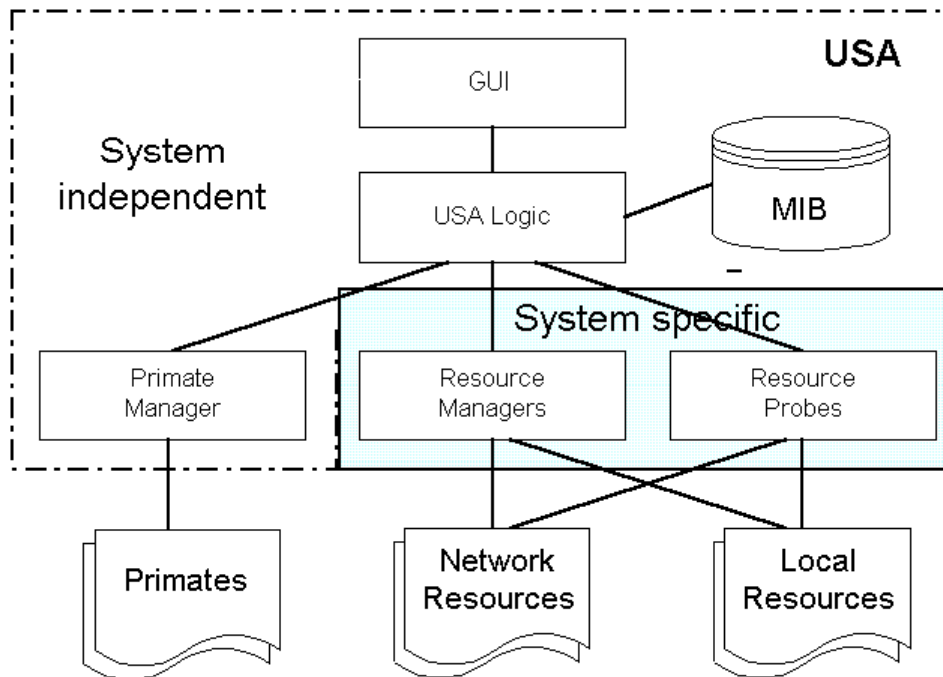 USA
GUI
System
independent
USA Logic
MIB
System specific
Primate
Manager
Resource
Managers
Resource
Probes
Primates
Network
Resources
Local
Resources